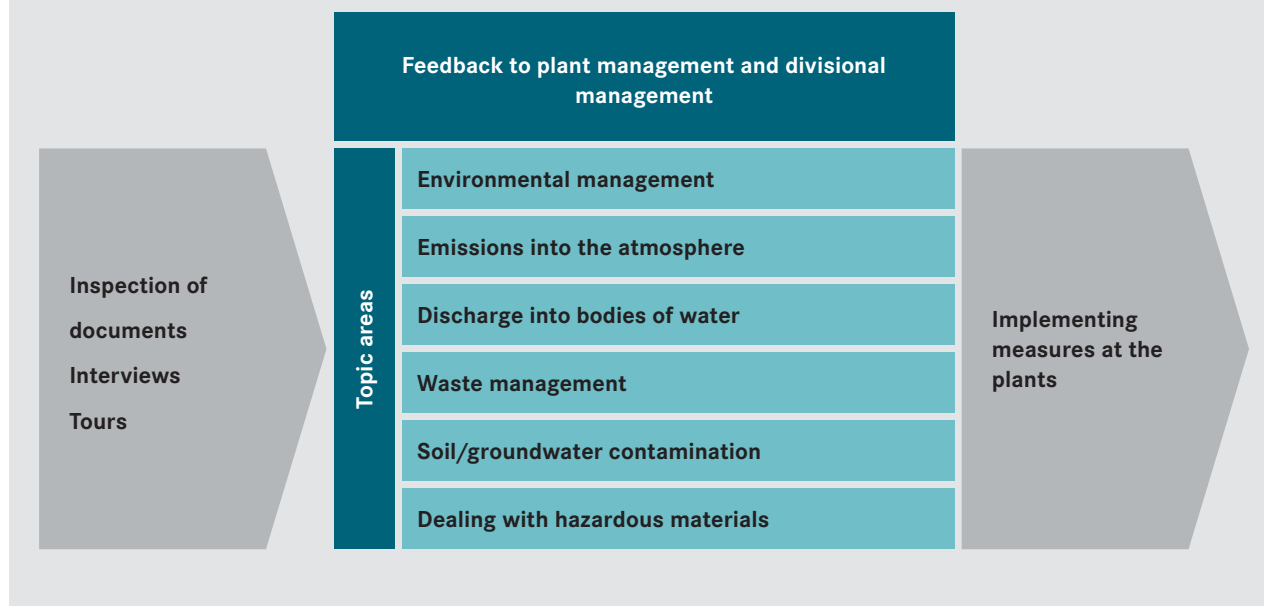 Feedback to plant management and divisional
management
Inspection of
documents
Interviews
Tours
Topic areas
Environmental management
Emissions into the atmosphere
Discharge into bodies of water
Waste management
Soil/groundwater contamination
Dealing with hazardous materials
Implementing
measures at the
plants